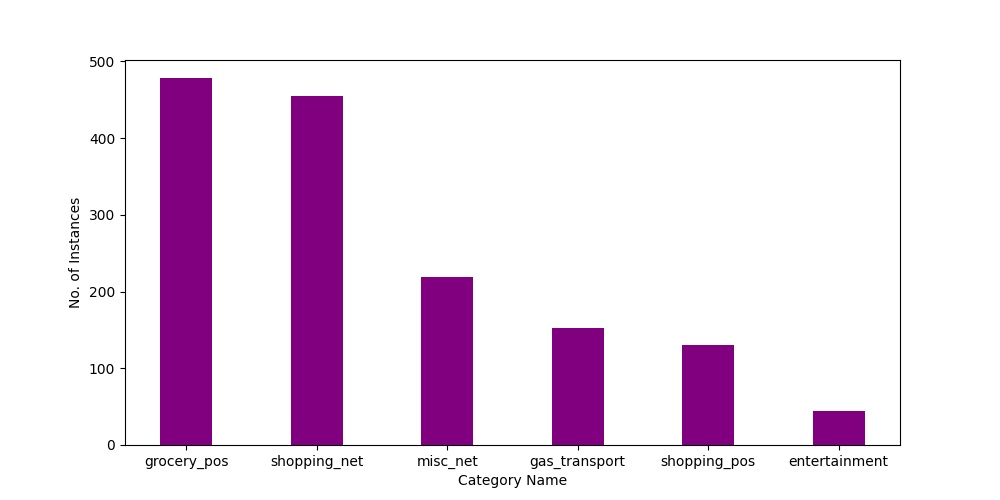 500
400
300
200
100
0
No. of Instances
grocery_pos shopping_net misc_net gas_transport shopping_pos entertainment
Category Name